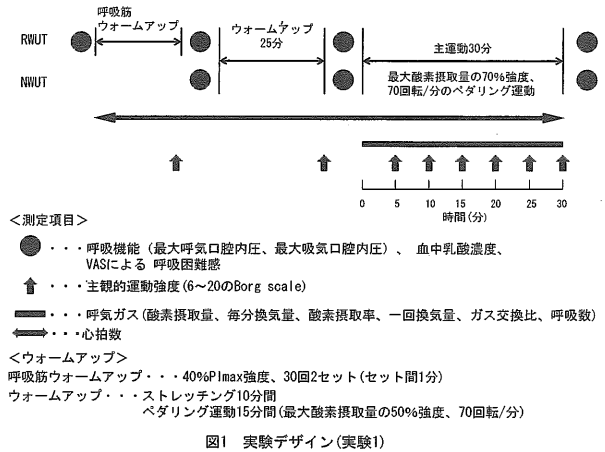 呼吸筋
ウォームアップ
ウォームアップ
25分
主運動30分
RWUT
NWUT
最大酸素摂取量の70%強度、
70回転/分のペダリング運動
0 5 10 15 20 25 30
時間(分)
＜測定項目＞
・・・呼吸機能（最大呼気口腔内圧、最大吸気口腔内圧）、 血中乳酸濃度、
VASによる 呼吸困難感
・・・主観的運動強度(6～20のBorg scale)
・・・呼気ガス(酸素摂取量、毎分換気量、酸素摂取率、一回換気量、ガス交換比、呼吸数)
・・・心拍数
＜ウォームアップ＞
呼吸筋ウォームアップ・・・40%PImax強度、30回2セット(セット間1分)
ウォームアップ・・・ストレッチング10分間
ペダリング運動15分間(最大酸素摂取量の50%強度、70回転/分)
図1 実験デザイン(実験1)